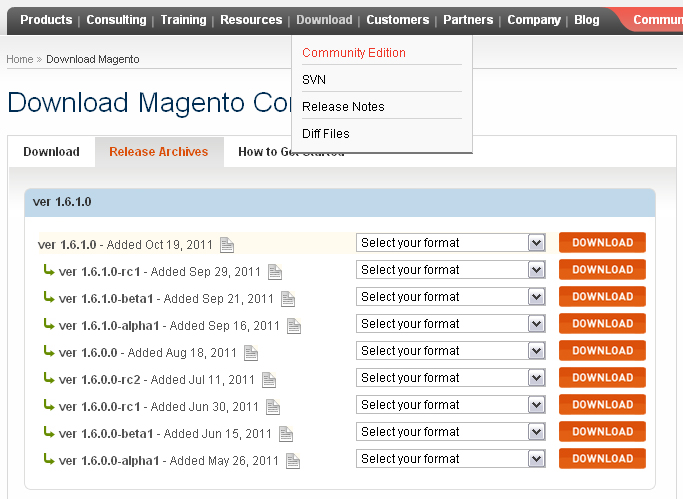 Products | Consulting | Training | Resources | Download | Customers | Partners | Company | Blog
Community Edition
SVN
Release Notes
Diff Files
Home » Download Magento
Download Magento
Download
Release Archives
How to Get Started
ver 1.6.1.0
ver 1.6.1.0 - Added Oct 19, 2011 Select your format DOWNLOAD
ver 1.6.1.0-rc1 - Added Sep 29, 2011 Select your format DOWNLOAD
ver 1.6.1.0-beta1 - Added Sep 21, 2011 Select your format DOWNLOAD
ver 1.6.1.0-alpha1 - Added Sep 16, 2011 Select your format DOWNLOAD
ver 1.6.0.0 - Added Aug 18, 2011 Select your format DOWNLOAD
ver 1.6.0.0-rc2 - Added Jul 11, 2011 Select your format DOWNLOAD
ver 1.6.0.0-rc1 - Added Jun 30, 2011 Select your format DOWNLOAD
ver 1.6.0.0-beta1 - Added Jun 15, 2011 Select your format DOWNLOAD
ver 1.6.0.0-alpha1 - Added May 26, 2011 Select your format DOWNLOAD